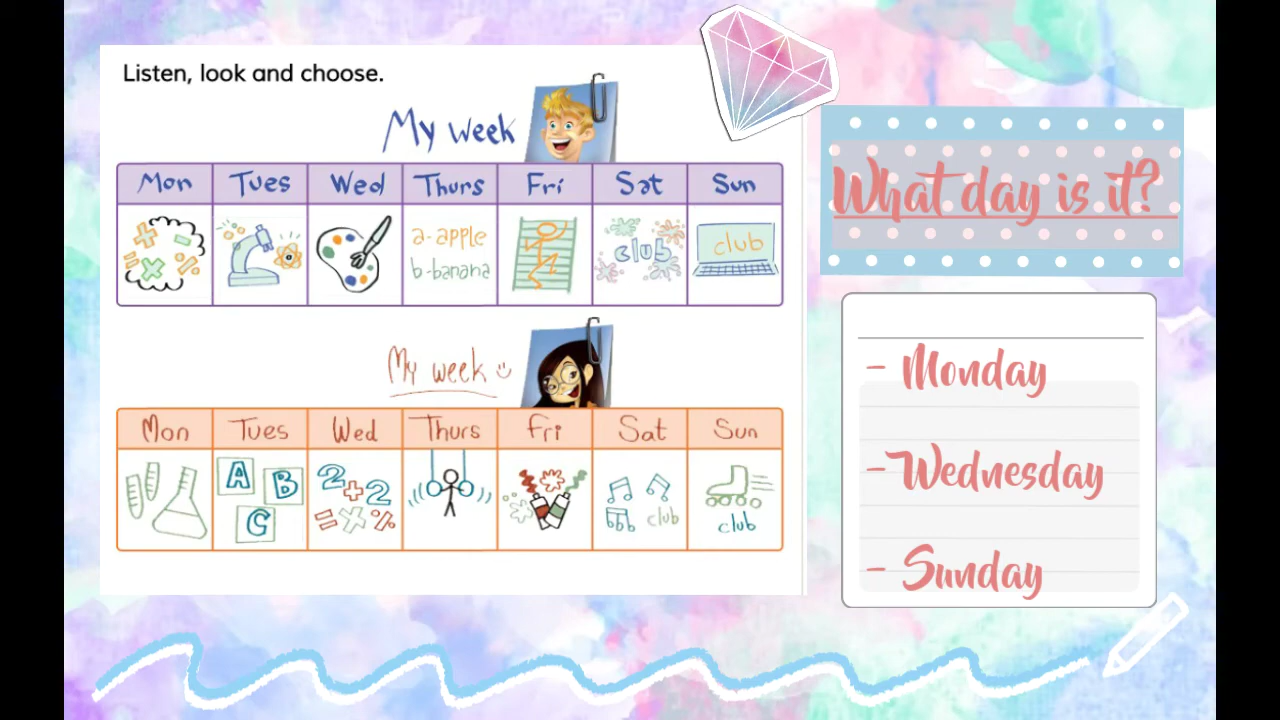 Listen, look and choose.
My week
Mon Tues Wed Thurs Fri Sat Sun
a-apple
b-banana
club
club
My week
Mon Tues Wed Thurs Fri Sat Sun
A B C
2+2
=×%
club
club
What day is it?
- Monday
- Wednesday
- Sunday